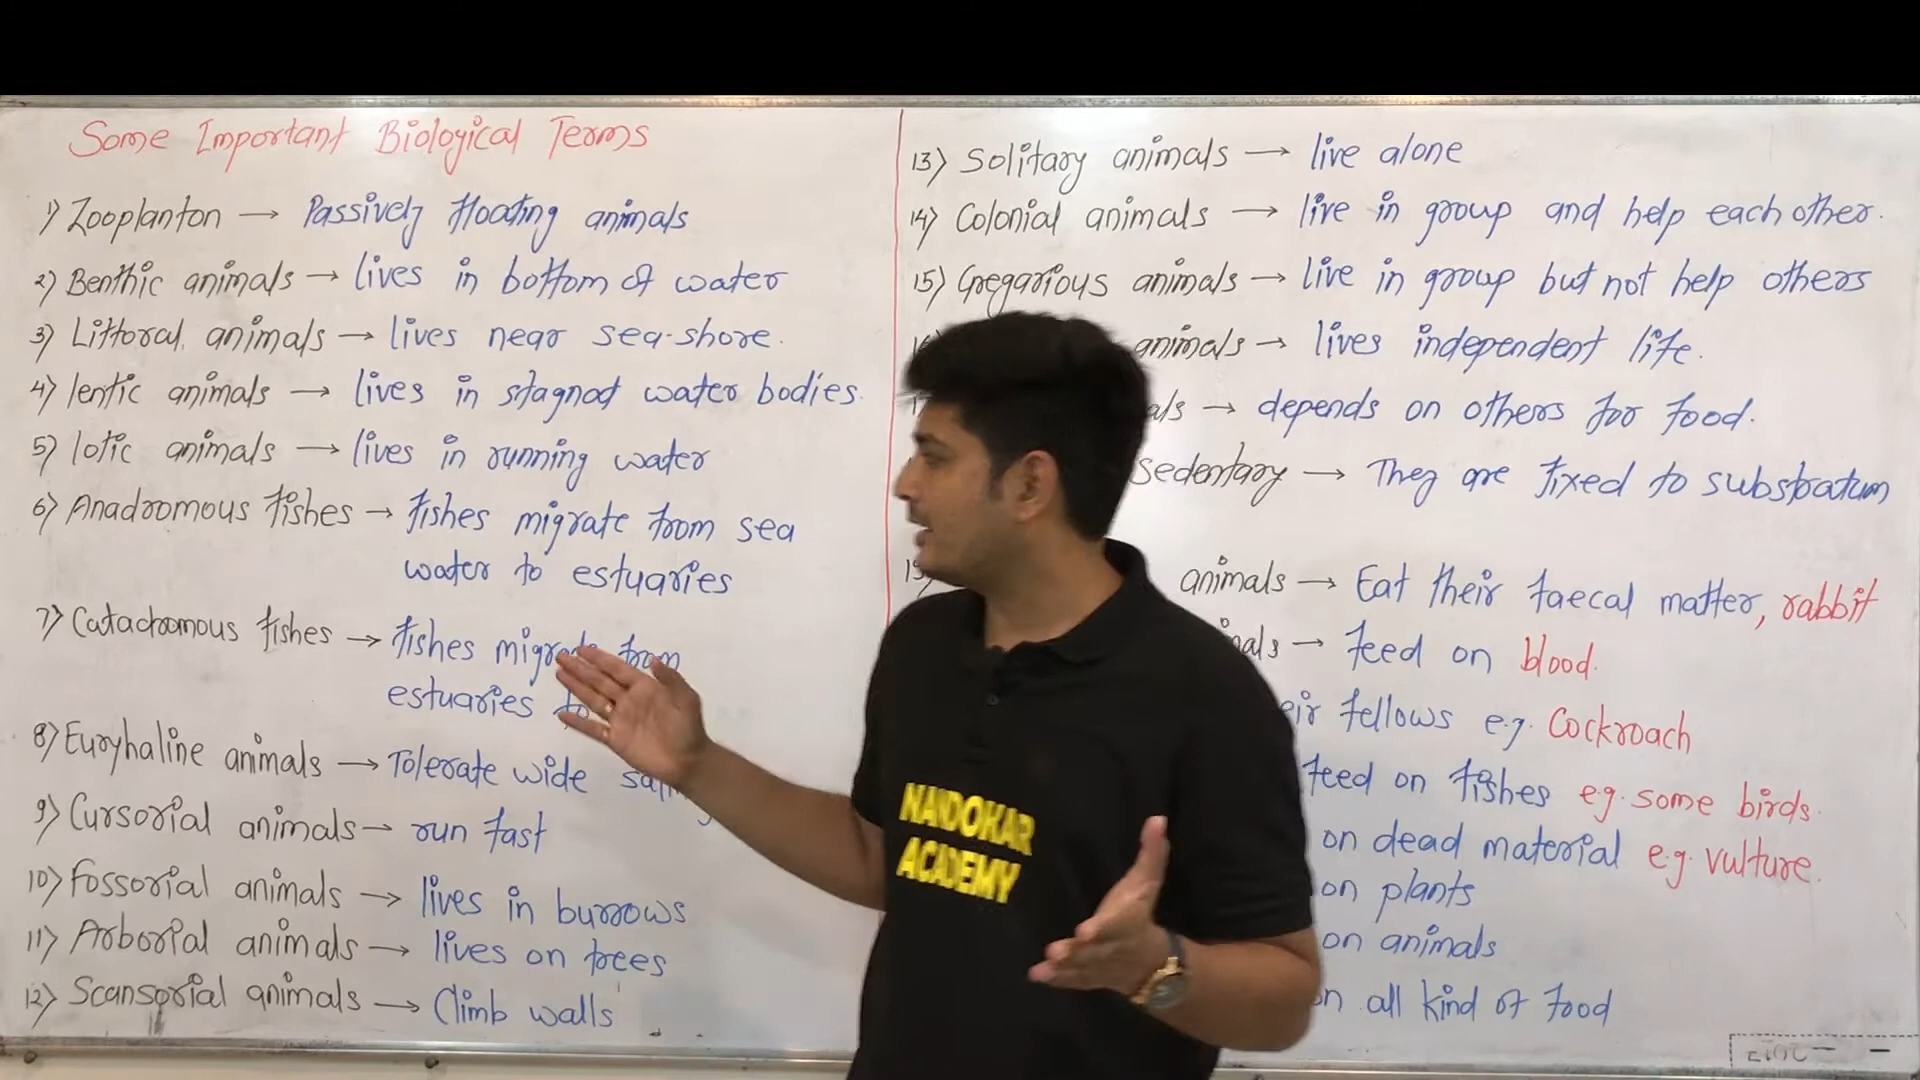 Some Important Biological Terms
1) Zooplanton → Passively floating animals
2) Benthic animals → lives in bottom of water
3) Littoral animals → lives near sea-shore.
4) lentic animals → lives in stagnat water bodies.
5) lotic animals → lives in running water
6) Anadromous fishes → fishes migrate from sea
water to estuaries
7) Catachromous fishes → fishes migrate from
estuaries to
8) Euryhaline animals → Tolerate wide
9) Cursorial animals → run fast
10) Fossorial animals → lives in burrows
11) Arborial animals → lives on trees
12) Scansorial animals → Climb walls
13) Solitary animals → live alone
14) Colonial animals → live in group and help each other.
15) Gregarious animals → live in group but not help others
animals → lives independent life.
→ depends on others for food.
Sedentary → They are fixed to substratum
animals → Eat their faecal matter, rabbit
→ feed on blood.
fellows e.g. Cockroach
feed on fishes e.g. some birds.
on dead material e.g. vulture.
on plants
on animals
all kind of food
NANDOKAR
ACADEMY